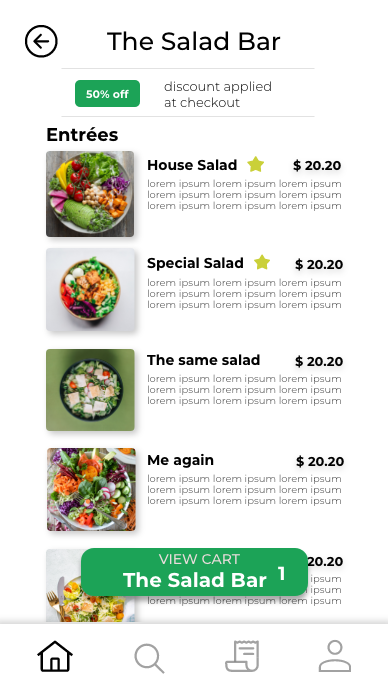 The Salad Bar
50% off
discount applied
at checkout
Entrées
House Salad $ 20.20
lorem ipsum lorem ipsum lorem ipsum
lorem ipsum lorem ipsum lorem ipsum
lorem ipsum lorem ipsum lorem ipsum
Special Salad $ 20.20
lorem ipsum lorem ipsum lorem ipsum
lorem ipsum lorem ipsum lorem ipsum
lorem ipsum lorem ipsum lorem ipsum
The same salad $ 20.20
lorem ipsum lorem ipsum lorem ipsum
lorem ipsum lorem ipsum lorem ipsum
lorem ipsum lorem ipsum lorem ipsum
Me again $ 20.20
lorem ipsum lorem ipsum lorem ipsum
lorem ipsum lorem ipsum lorem ipsum
lorem ipsum lorem ipsum lorem ipsum
20.20
VIEW CART
The Salad Bar 1
ipsum
ipsum
lorem ipsum lorem ipsum lorem ipsum